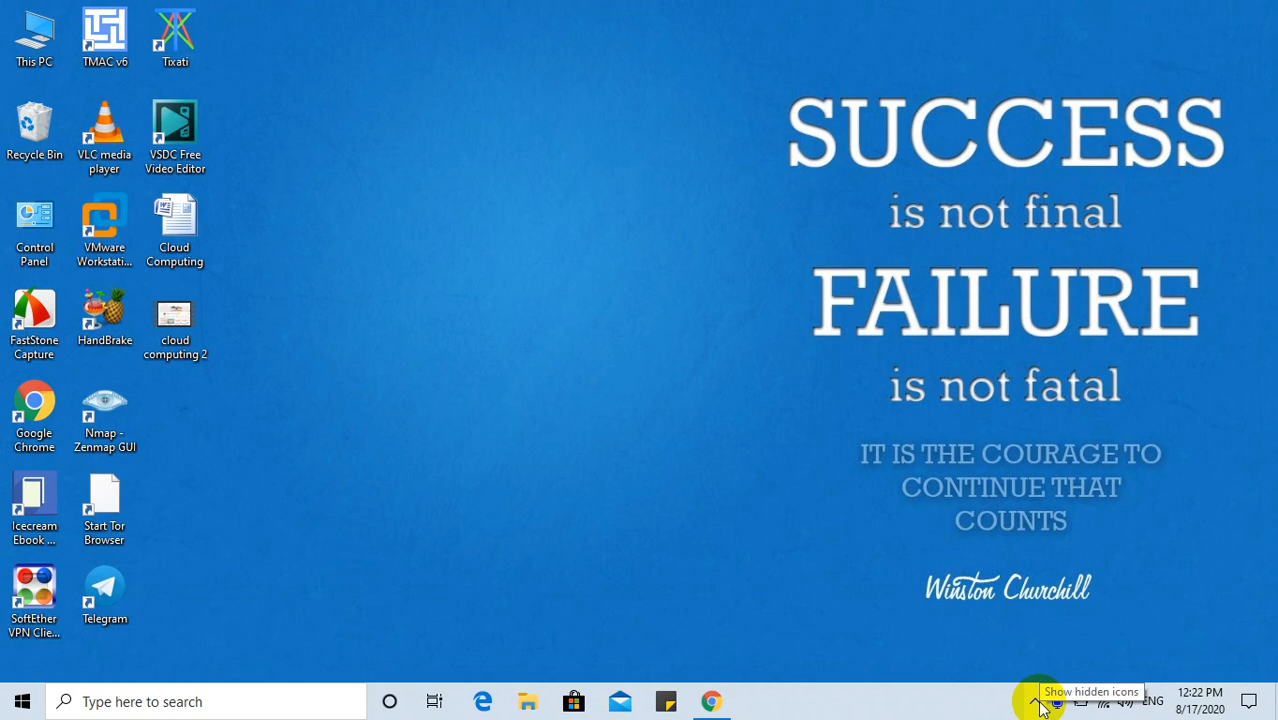 This PC
TMAC v6
Tixati
Recycle Bin
VLC media
player
VSDC Free
Video Editor
Control
Panel
VMware
Workstati...
Cloud
Computing
FastStone
Capture
HandBrake
cloud
computing 2
Google
Chrome
Nmap -
Zenmap GUI
Icecream
Ebook ...
Start Tor
Browser
SoftEther
VPN Clie...
Telegram
SUCCESS
is not final
FAILURE
is not fatal
IT IS THE COURAGE TO
CONTINUE THAT
COUNTS
Winston Churchill
Type here to search
Show hidden icons
ENG
12:22 PM
8/17/2020